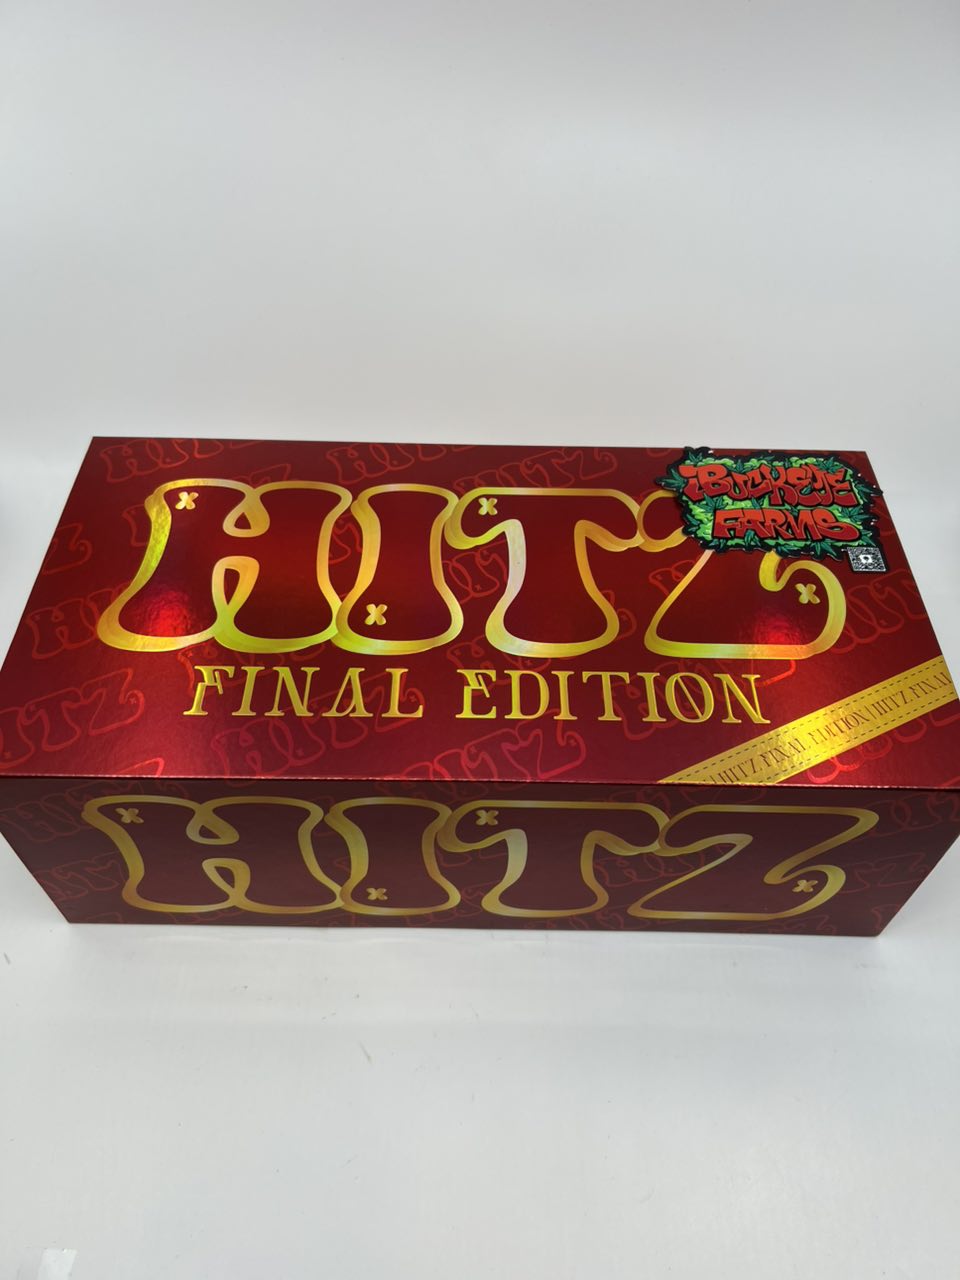 HITZ
BUCKEYE
FARMS
FINAL EDITION
HITZ FINAL EDITION HITZ FINAL
HITZ